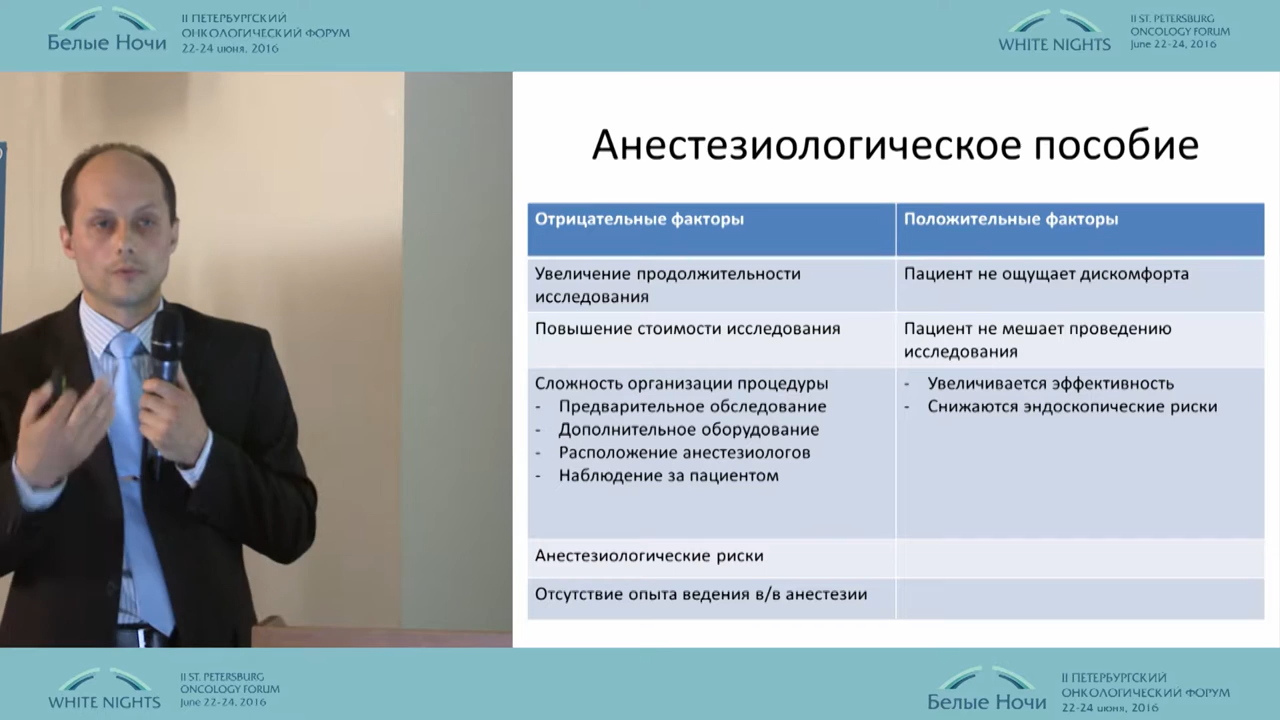 Белые Ночи
II ПЕТЕРБУРГСКИЙ
ОНКОЛОГИЧЕСКИЙ ФОРУМ
22-24 июня, 2016
WHITE NIGHTS
II ST. PETERSBURG
ONCOLOGY FORUM
June 22-24, 2016
Анестезиологическое пособие
Отрицательные факторы
Положительные факторы
Увеличение продолжительности
исследования
Пациент не ощущает дискомфорта
Повышение стоимости исследования
Пациент не мешает проведению
исследования
Сложность организации процедуры
- Предварительное обследование
- Дополнительное оборудование
- Расположение анестезиологов
- Наблюдение за пациентом
- Увеличивается эффективность
- Снижаются эндоскопические риски
Анестезиологические риски
Отсутствие опыта ведения в/в анестезии
WHITE NIGHTS
II ST. PETERSBURG
ONCOLOGY FORUM
June 22-24, 2016
Белые Ночи
II ПЕТЕРБУРГСКИЙ
ОНКОЛОГИЧЕСКИЙ ФОРУМ
22-24 июня, 2016